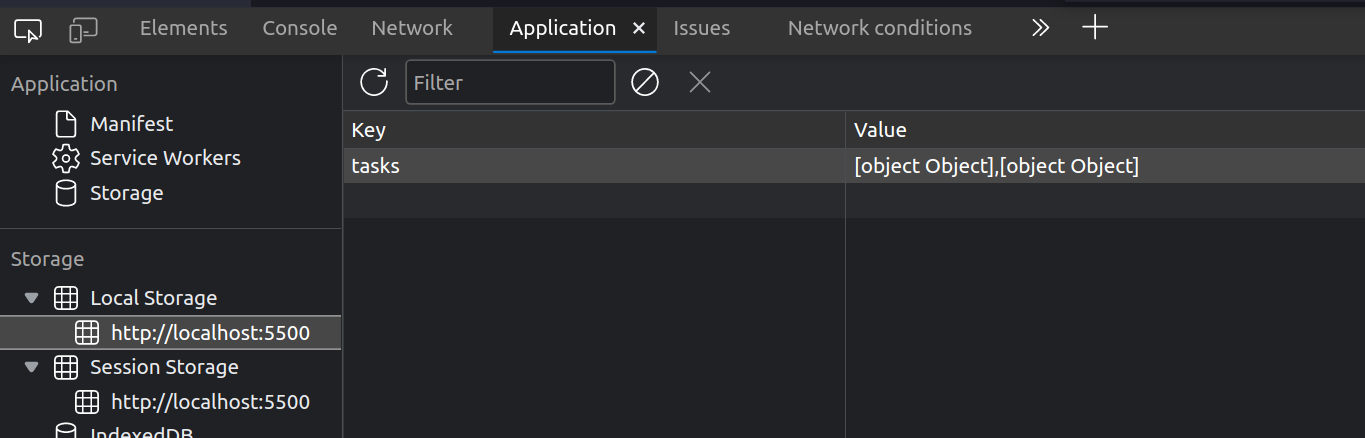 Elements Console Network Application × Issues Network conditions
Application
Manifest
Service Workers
Storage
Storage
Local Storage
http://localhost:5500
Session Storage
http://localhost:5500
IndexedDB
Filter
Key Value
tasks [object Object],[object Object]